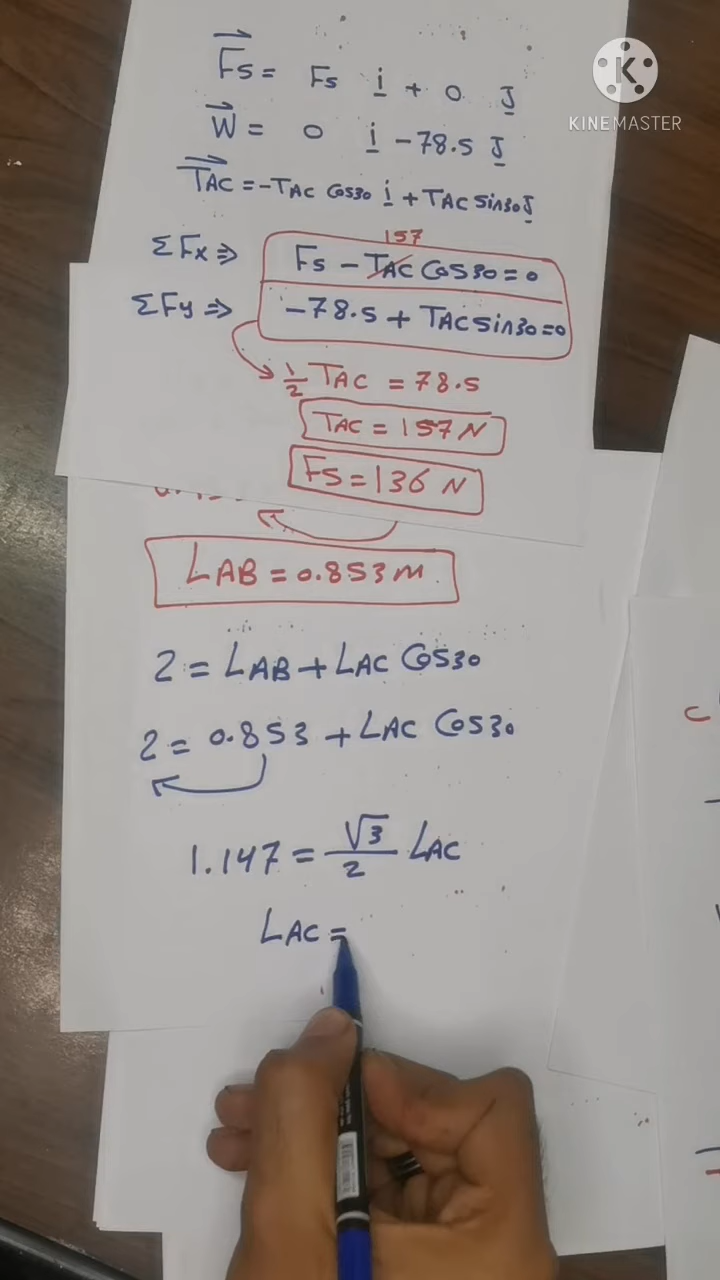 F⃗s = Fs i + 0 J
KINEMASTER
W⃗ = 0 i - 78.5 J
T⃗AC = -TAC Cos30 i + TAC Sin30 J
157
ΣFx ⇒ Fs - TAC Cos30 = 0
ΣFy ⇒ -78.5 + TAC Sin30 = 0
1/2 TAC = 78.5
TAC = 157 N
Fs = 136 N
LAB = 0.853 m
2 = LAB + LAC Cos30
2 = 0.853 + LAC Cos30
1.147 = √3/2 LAC
LAC =
C